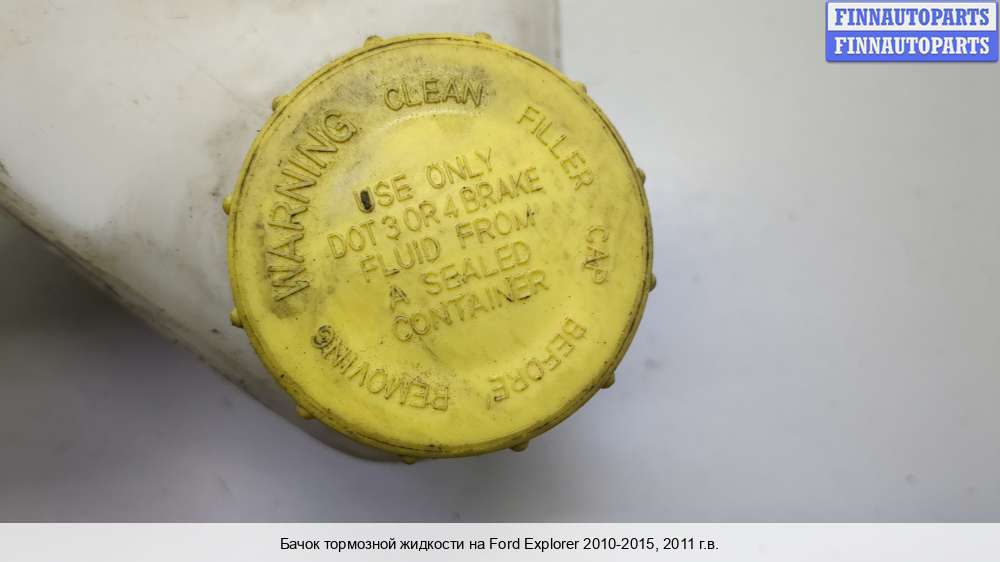 FINNAUTOPARTS
FINNAUTOPARTS
WARNING CLEAN FILLER CAP BEFORE REMOVING
USE ONLY
DOT 3 OR 4 BRAKE
FLUID FROM
A SEALED
CONTAINER
Бачок тормозной жидкости на Ford Explorer 2010-2015, 2011 г.в.